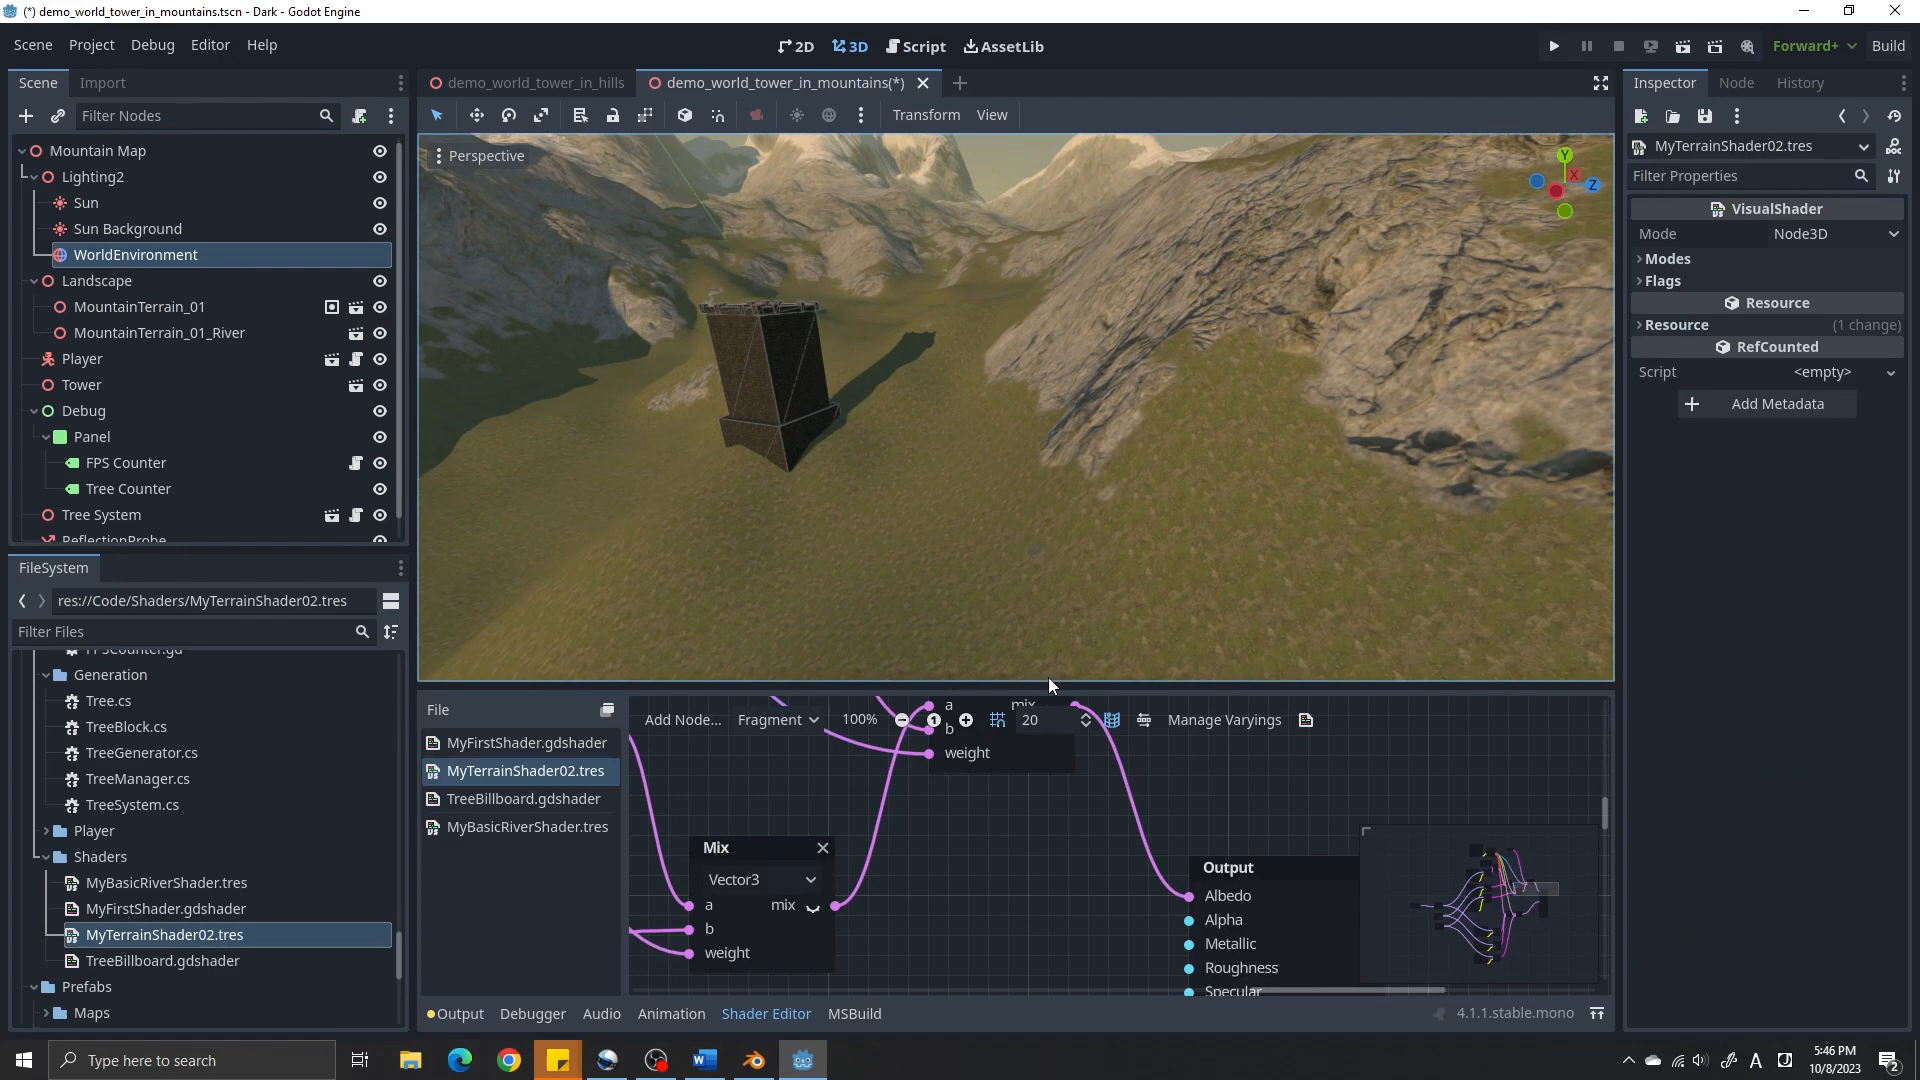 (*) demo_world_tower_in_mountains.tscn - Dark - Godot Engine
Scene Project Debug Editor Help
2D 3D Script AssetLib
Forward+ Build
Scene Import
Filter Nodes
Mountain Map
Lighting2
Sun
Sun Background
WorldEnvironment
Landscape
MountainTerrain_01
MountainTerrain_01_River
Player
Tower
Debug
Panel
FPS Counter
Tree Counter
Tree System
ReflectionProbe
FileSystem
res://Code/Shaders/MyTerrainShader02.tres
Filter Files
FPSCounter.gd
Generation
Tree.cs
TreeBlock.cs
TreeGenerator.cs
TreeManager.cs
TreeSystem.cs
Player
Shaders
MyBasicRiverShader.tres
MyFirstShader.gdshader
MyTerrainShader02.tres
TreeBillboard.gdshader
Prefabs
Maps
demo_world_tower_in_hills demo_world_tower_in_mountains(*)
Transform View
Perspective
Y
X
Z
File
MyFirstShader.gdshader
MyTerrainShader02.tres
TreeBillboard.gdshader
MyBasicRiverShader.tres
Add Node... Fragment 100% 1 20 Manage Varyings
a mix
b
weight
Mix
Vector3
a mix
b
weight
Output
Albedo
Alpha
Metallic
Roughness
Specular
Output Debugger Audio Animation Shader Editor MSBuild
4.1.1.stable.mono
Inspector Node History
MyTerrainShader02.tres
Filter Properties
VisualShader
Mode Node3D
Modes
Flags
Resource
Resource (1 change)
RefCounted
Script <empty>
Add Metadata
Type here to search
A
5:46 PM
10/8/2023
2